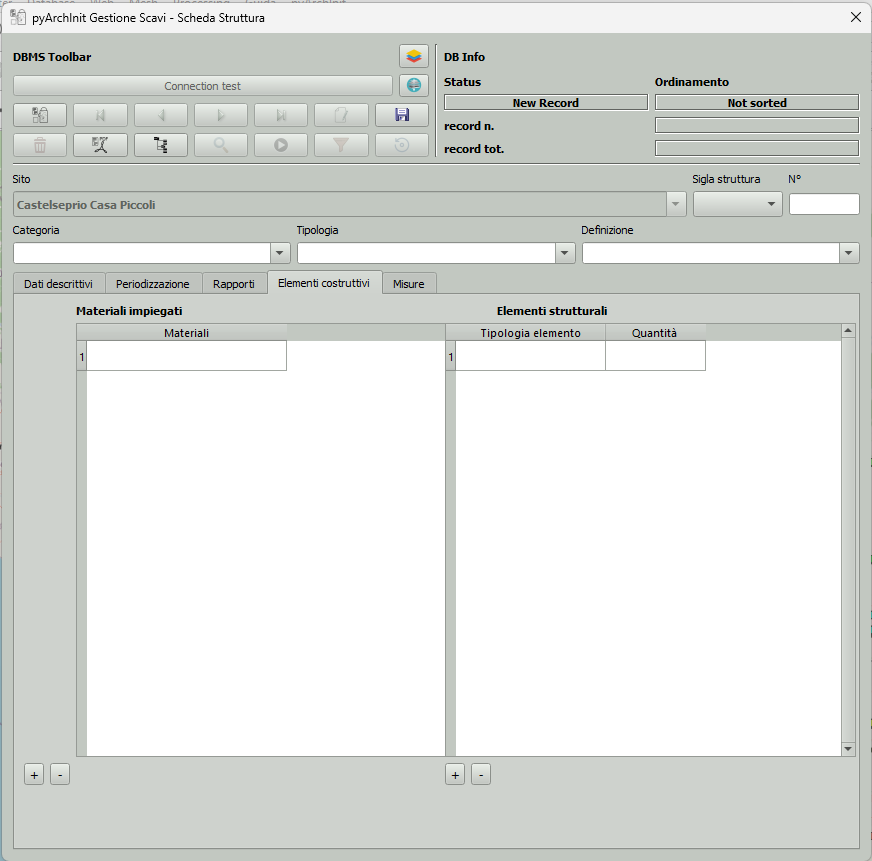 pyArchInit Gestione Scavi - Scheda Struttura
DBMS Toolbar
DB Info
Connection test
Status
Ordinamento
New Record
Not sorted
record n.
record tot.
Sito
Sigla struttura
N°
Castelseprio Casa Piccoli
Categoria
Tipologia
Definizione
Dati descrittivi
Periodizzazione
Rapporti
Elementi costruttivi
Misure
Materiali impiegati
Elementi strutturali
Materiali
Tipologia elemento
Quantità
1
1
+
-
+
-